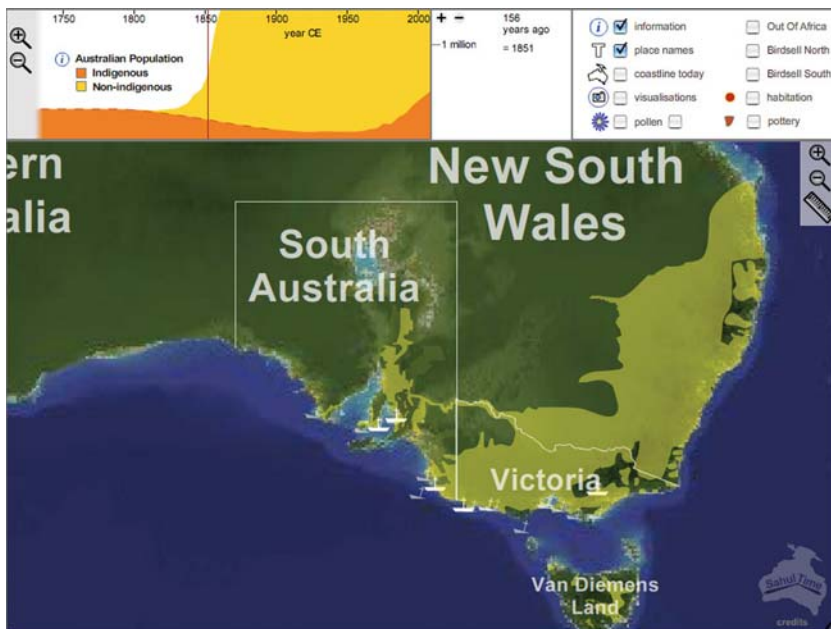 1750 1800 1850 1900 1950 2000
year CE
Australian Population
Indigenous
Non-indigenous
+ −
1 million
156
years ago
= 1851
information
place names
coastline today
visualisations
pollen
Out Of Africa
Birdsell North
Birdsell South
habitation
pottery
ern
alia
New South
Wales
South
Australia
Victoria
Van Diemens
Land
Sahul Time
credits